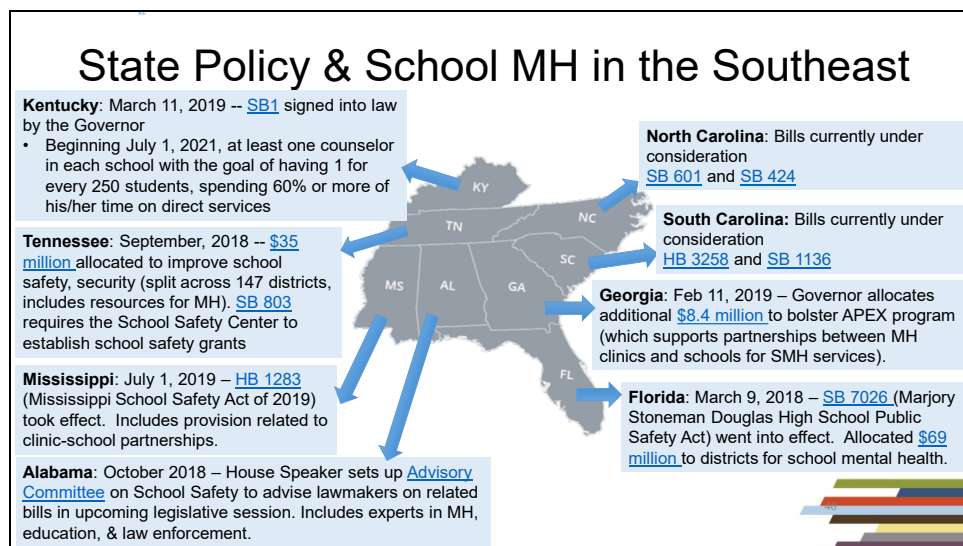 State Policy & School MH in the Southeast
Kentucky: March 11, 2019 -- SB1 signed into law
by the Governor
• Beginning July 1, 2021, at least one counselor
in each school with the goal of having 1 for
every 250 students, spending 60% or more of
his/her time on direct services
Tennessee: September, 2018 -- $35
million allocated to improve school
safety, security (split across 147 districts,
includes resources for MH). SB 803
requires the School Safety Center to
establish school safety grants
Mississippi: July 1, 2019 – HB 1283
(Mississippi School Safety Act of 2019)
took effect. Includes provision related to
clinic-school partnerships.
Alabama: October 2018 – House Speaker sets up Advisory
Committee on School Safety to advise lawmakers on related
bills in upcoming legislative session. Includes experts in MH,
education, & law enforcement.
KY
TN
NC
SC
MS
AL
GA
FL
North Carolina: Bills currently under
consideration
SB 601 and SB 424
South Carolina: Bills currently under
consideration
HB 3258 and SB 1136
Georgia: Feb 11, 2019 – Governor allocates
additional $8.4 million to bolster APEX program
(which supports partnerships between MH
clinics and schools for SMH services).
Florida: March 9, 2018 – SB 7026 (Marjory
Stoneman Douglas High School Public
Safety Act) went into effect. Allocated $69
million to districts for school mental health.